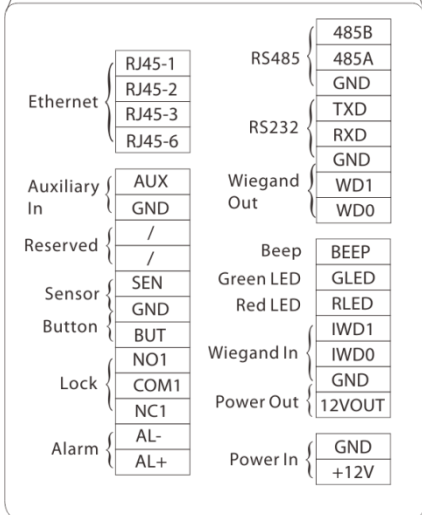 Ethernet
RJ45-1
RJ45-2
RJ45-3
RJ45-6
Auxiliary In
AUX
GND
Reserved
/
/
Sensor
SEN
GND
Button
BUT
Lock
NO1
COM1
NC1
Alarm
AL-
AL+
RS485
485B
485A
GND
RS232
TXD
RXD
GND
Wiegand Out
WD1
WD0
Beep
BEEP
Green LED
GLED
Red LED
RLED
Wiegand In
IWD1
IWD0
GND
Power Out
12VOUT
Power In
GND
+12V